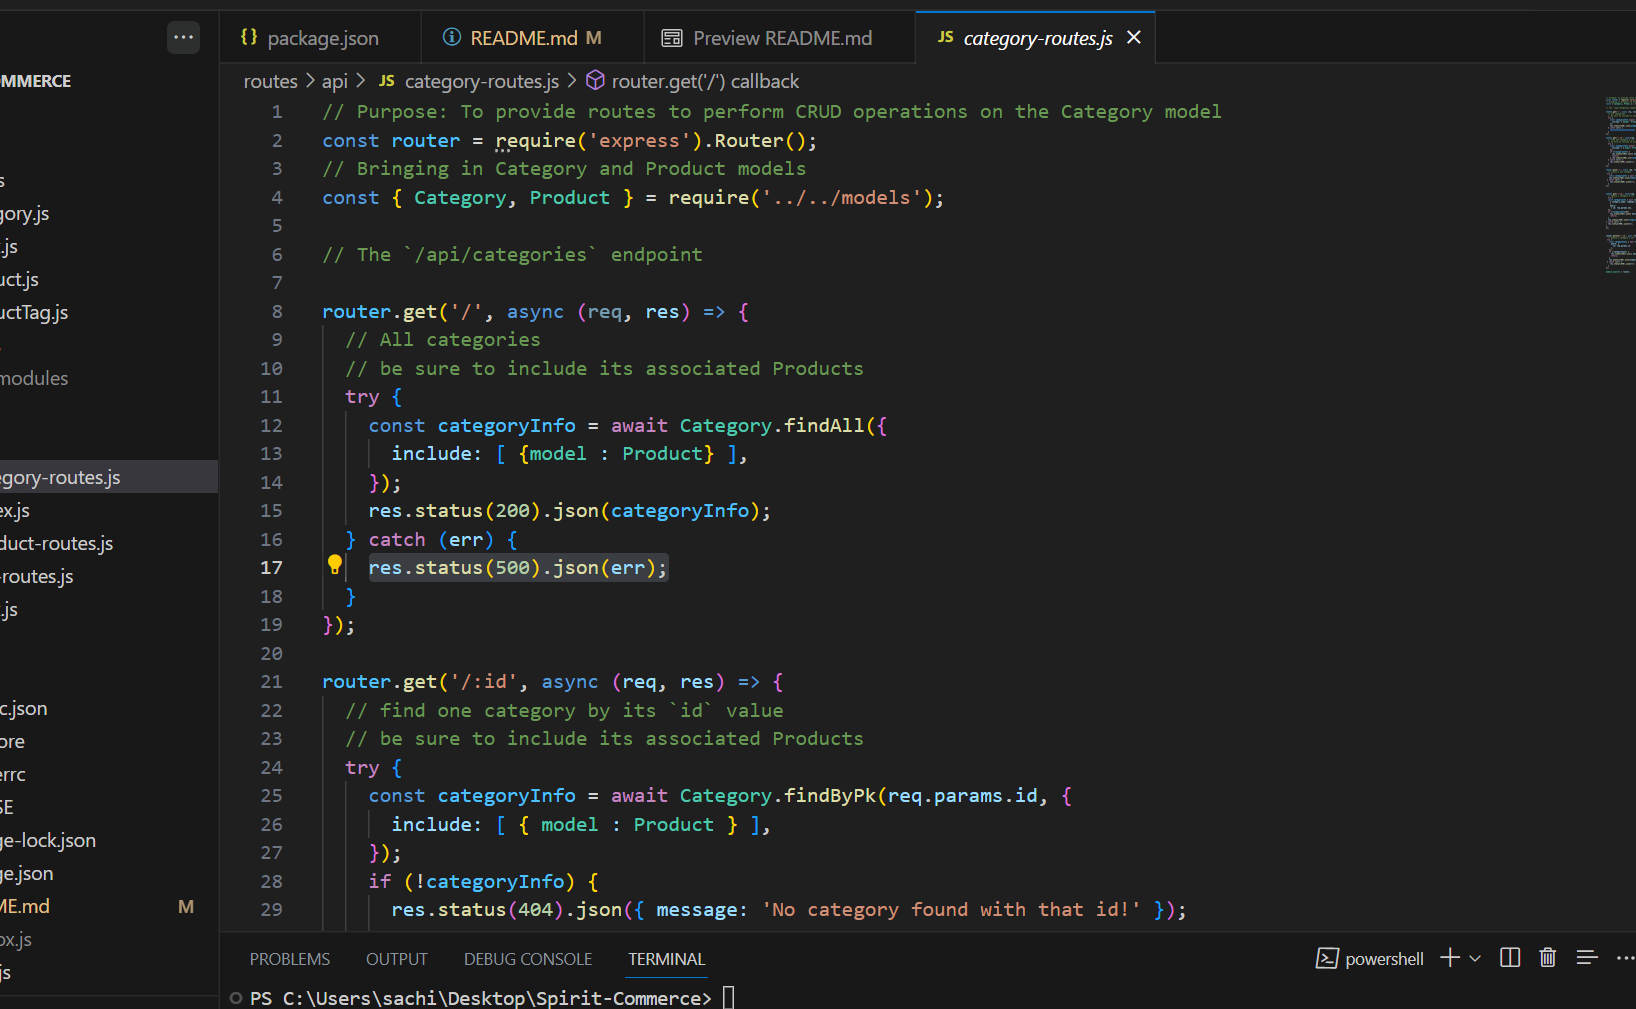 {} package.json
README.md M
Preview README.md
JS category-routes.js
MMERCE
routes > api > JS category-routes.js > router.get('/') callback
s
gory.js
.js
uct.js
uctTag.js
modules
egory-routes.js
ex.js
duct-routes.js
-routes.js
.js
c.json
ore
errc
SE
ge-lock.json
ge.json
ME.md M
ox.js
js
1 // Purpose: To provide routes to perform CRUD operations on the Category model
2 const router = require('express').Router();
3 // Bringing in Category and Product models
4 const { Category, Product } = require('../../models');
5
6 // The `/api/categories` endpoint
7
8 router.get('/', async (req, res) => {
9 // All categories
10 // be sure to include its associated Products
11 try {
12 const categoryInfo = await Category.findAll({
13 include: [ {model : Product} ],
14 });
15 res.status(200).json(categoryInfo);
16 } catch (err) {
17 res.status(500).json(err);
18 }
19 });
20
21 router.get('/:id', async (req, res) => {
22 // find one category by its `id` value
23 // be sure to include its associated Products
24 try {
25 const categoryInfo = await Category.findByPk(req.params.id, {
26 include: [ { model : Product } ],
27 });
28 if (!categoryInfo) {
29 res.status(404).json({ message: 'No category found with that id!' });
PROBLEMS OUTPUT DEBUG CONSOLE TERMINAL
powershell
PS C:\Users\sachi\Desktop\Spirit-Commerce>